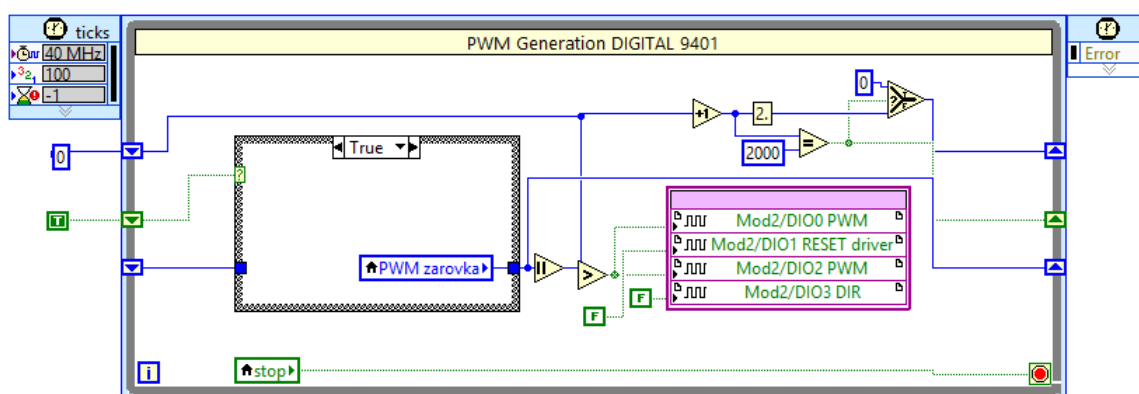 ticks
40 MHz
100
-1
PWM Generation DIGITAL 9401
Error
0
+1
2.
2000
=
0
True
?
T
PWM zarovka
>
Mod2/DIO0 PWM
Mod2/DIO1 RESET driver
Mod2/DIO2 PWM
Mod2/DIO3 DIR
F
F
i
stop